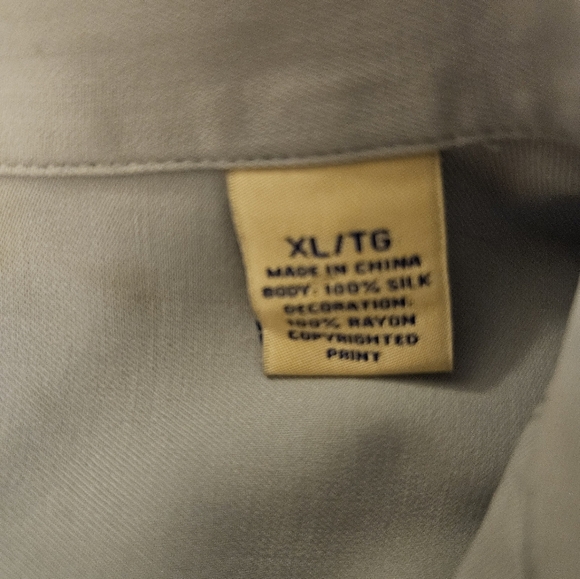 XL/TG
MADE IN CHINA
BODY: 100% SILK
DECORATION:
100% RAYON
COPYRIGHTED
PRINT